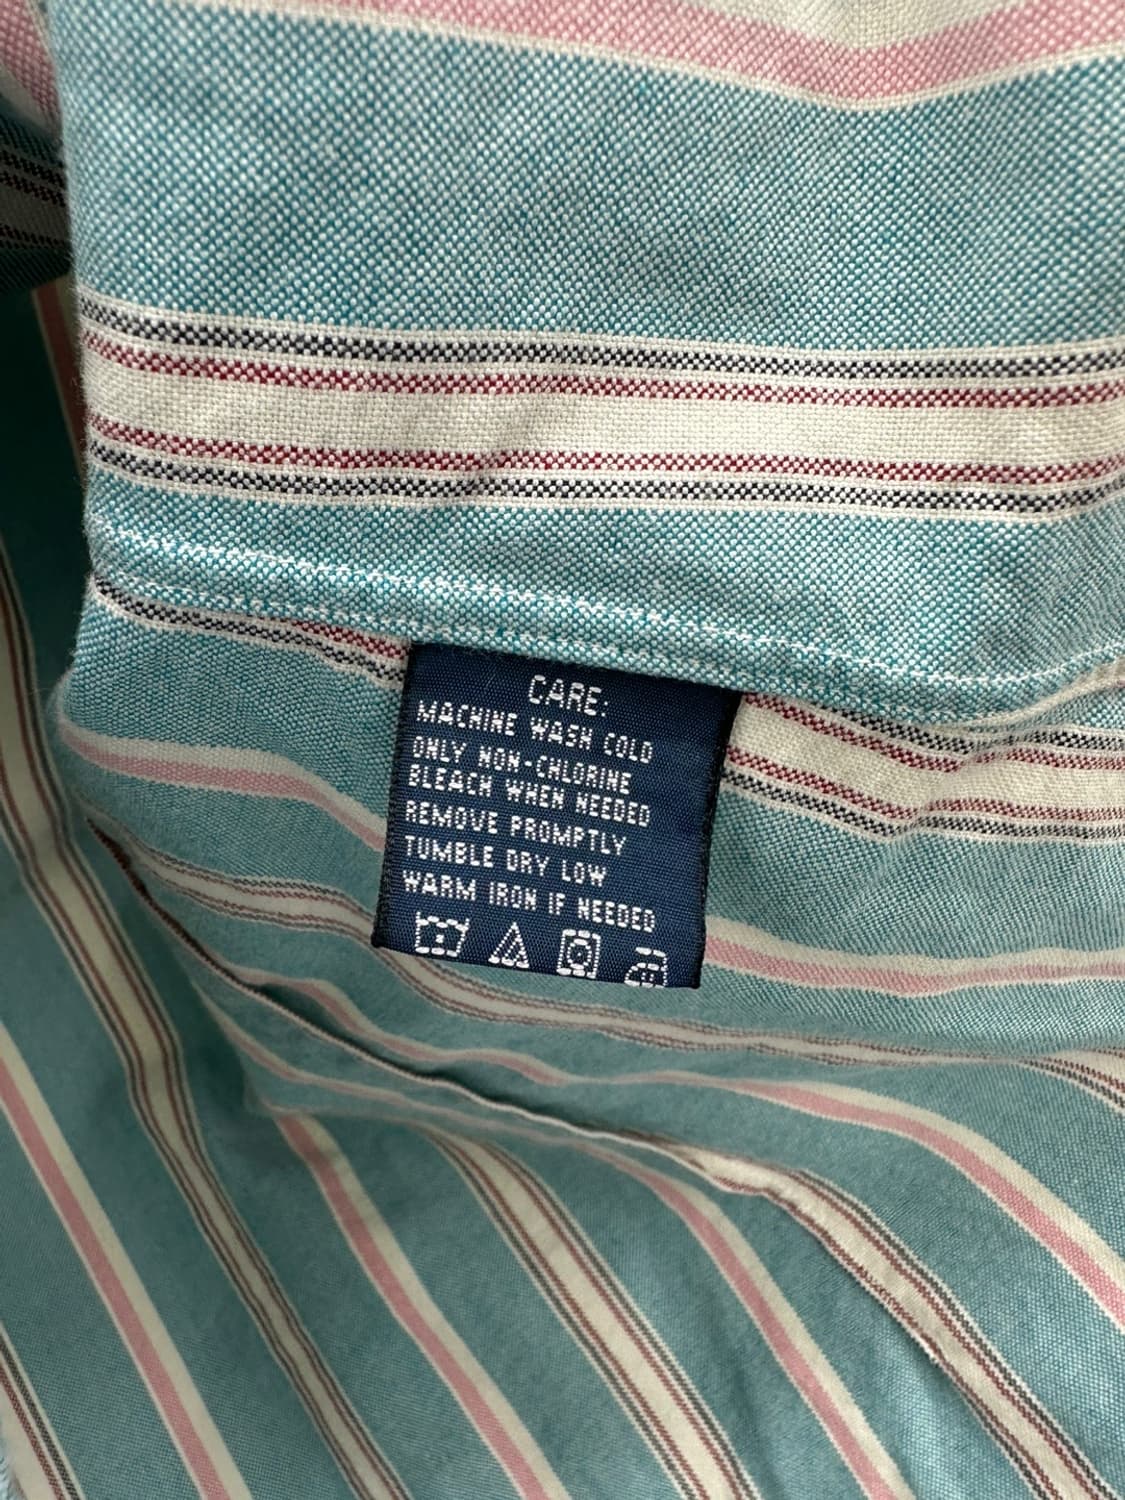 CARE:
MACHINE WASH COLD
ONLY NON-CHLORINE
BLEACH WHEN NEEDED
REMOVE PROMPTLY
TUMBLE DRY LOW
WARM IRON IF NEEDED